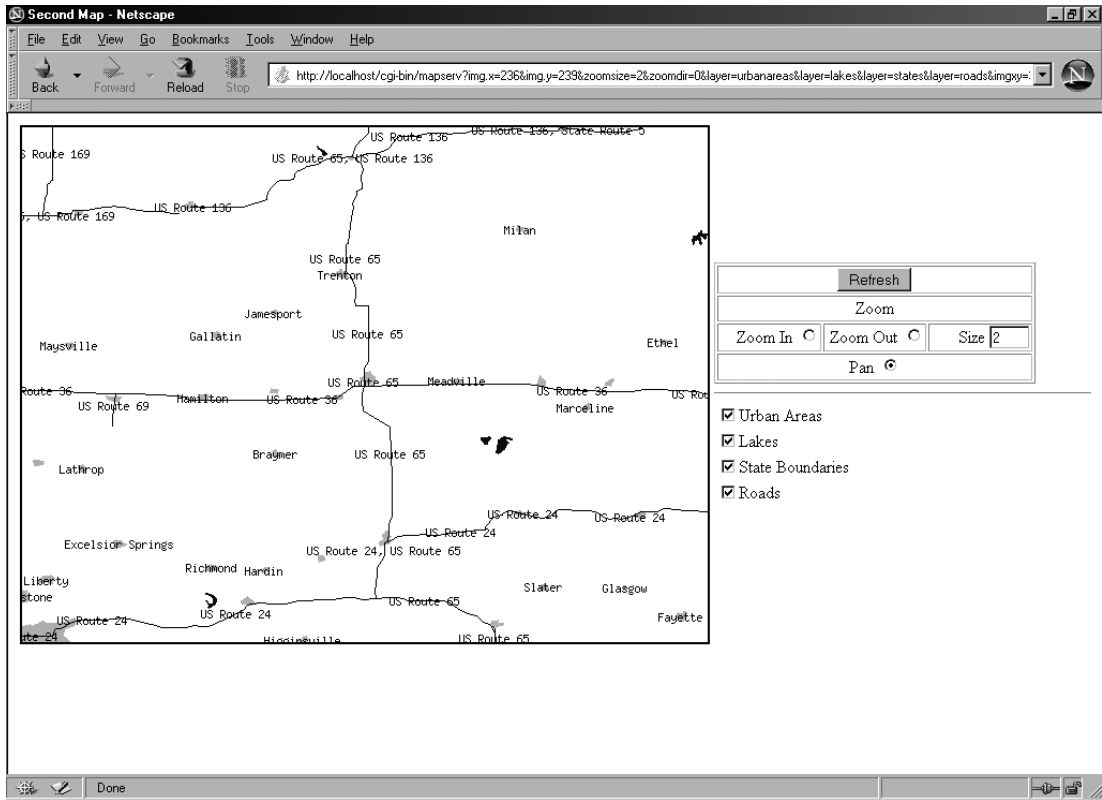 Second Map - Netscape
File Edit View Go Bookmarks Tools Window Help
Back Forward Reload Stop
http://localhost/cgi-bin/mapserv?img.x=236&img.y=239&zoomsize=2&zoomdir=0&layer=urbanareas&layer=lakes&layer=states&layer=roads&imgxy=
US Route 136
US Route 136, State Route 5
US Route 65, US Route 136
S Route 169
US Route 136
US Route 169
Milan
US Route 65
Trenton
Jamesport
Gallatin
US Route 65
Maysville
Ethel
US Route 65
Meadville
Route 36
US Route 36
US Rou
Hamilton
US Route 36
US Route 69
Marceline
Braymer
US Route 65
Lathrop
US Route 24
US Route 24
US Route 24
Excelsior Springs
US Route 24, US Route 65
Richmond
Hardin
Liberty
stone
Slater
Glasgow
US Route 65
US Route 24
US Route 24
Fayette
ute 24
Higginsville
US Route 65
Refresh
Zoom
Zoom In Zoom Out Size 2
Pan
Urban Areas
Lakes
State Boundaries
Roads
Done